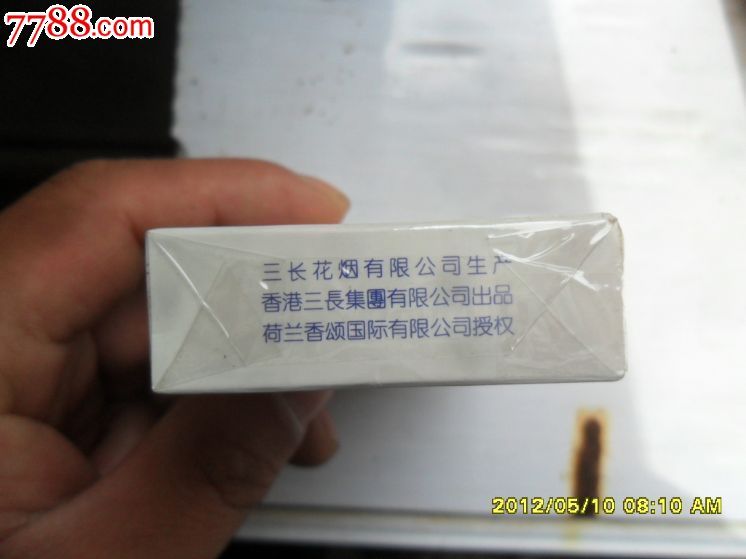 7788.com
三长花烟有限公司生产
香港三長集團有限公司出品
荷兰香颂国际有限公司授权
2012/05/10 08:10 AM